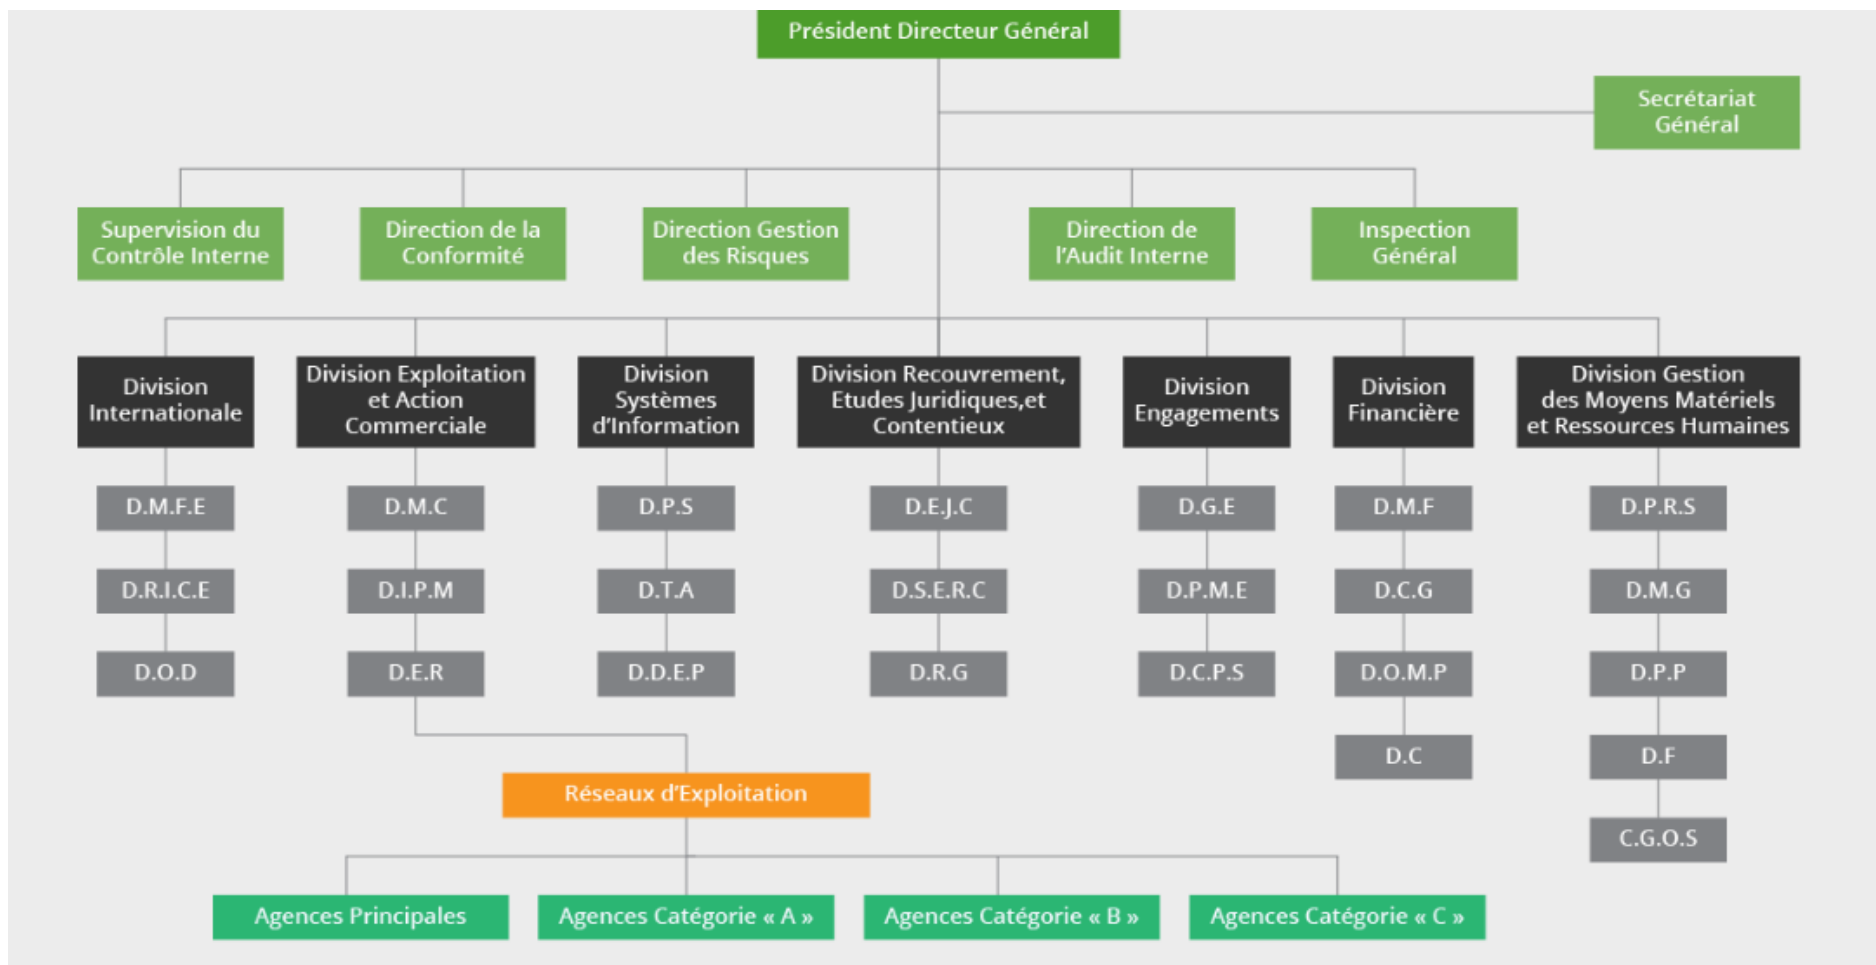 Président Directeur Général
Secrétariat
Général
Supervision du
Contrôle Interne
Direction de la
Conformité
Direction Gestion
des Risques
Direction de
l'Audit Interne
Inspection
Général
Division
Internationale
Division Exploitation
et Action
Commerciale
Division
Systèmes
d'Information
Division Recouvrement,
Etudes Juridiques,et
Contentieux
Division
Engagements
Division
Financière
Division Gestion
des Moyens Matériels
et Ressources Humaines
D.M.F.E
D.M.C
D.P.S
D.E.J.C
D.G.E
D.M.F
D.P.R.S
D.R.I.C.E
D.I.P.M
D.T.A
D.S.E.R.C
D.P.M.E
D.C.G
D.M.G
D.O.D
D.E.R
D.D.E.P
D.R.G
D.C.P.S
D.O.M.P
D.P.P
D.C
D.F
Réseaux d'Exploitation
C.G.O.S
Agences Principales
Agences Catégorie « A »
Agences Catégorie « B »
Agences Catégorie « C »